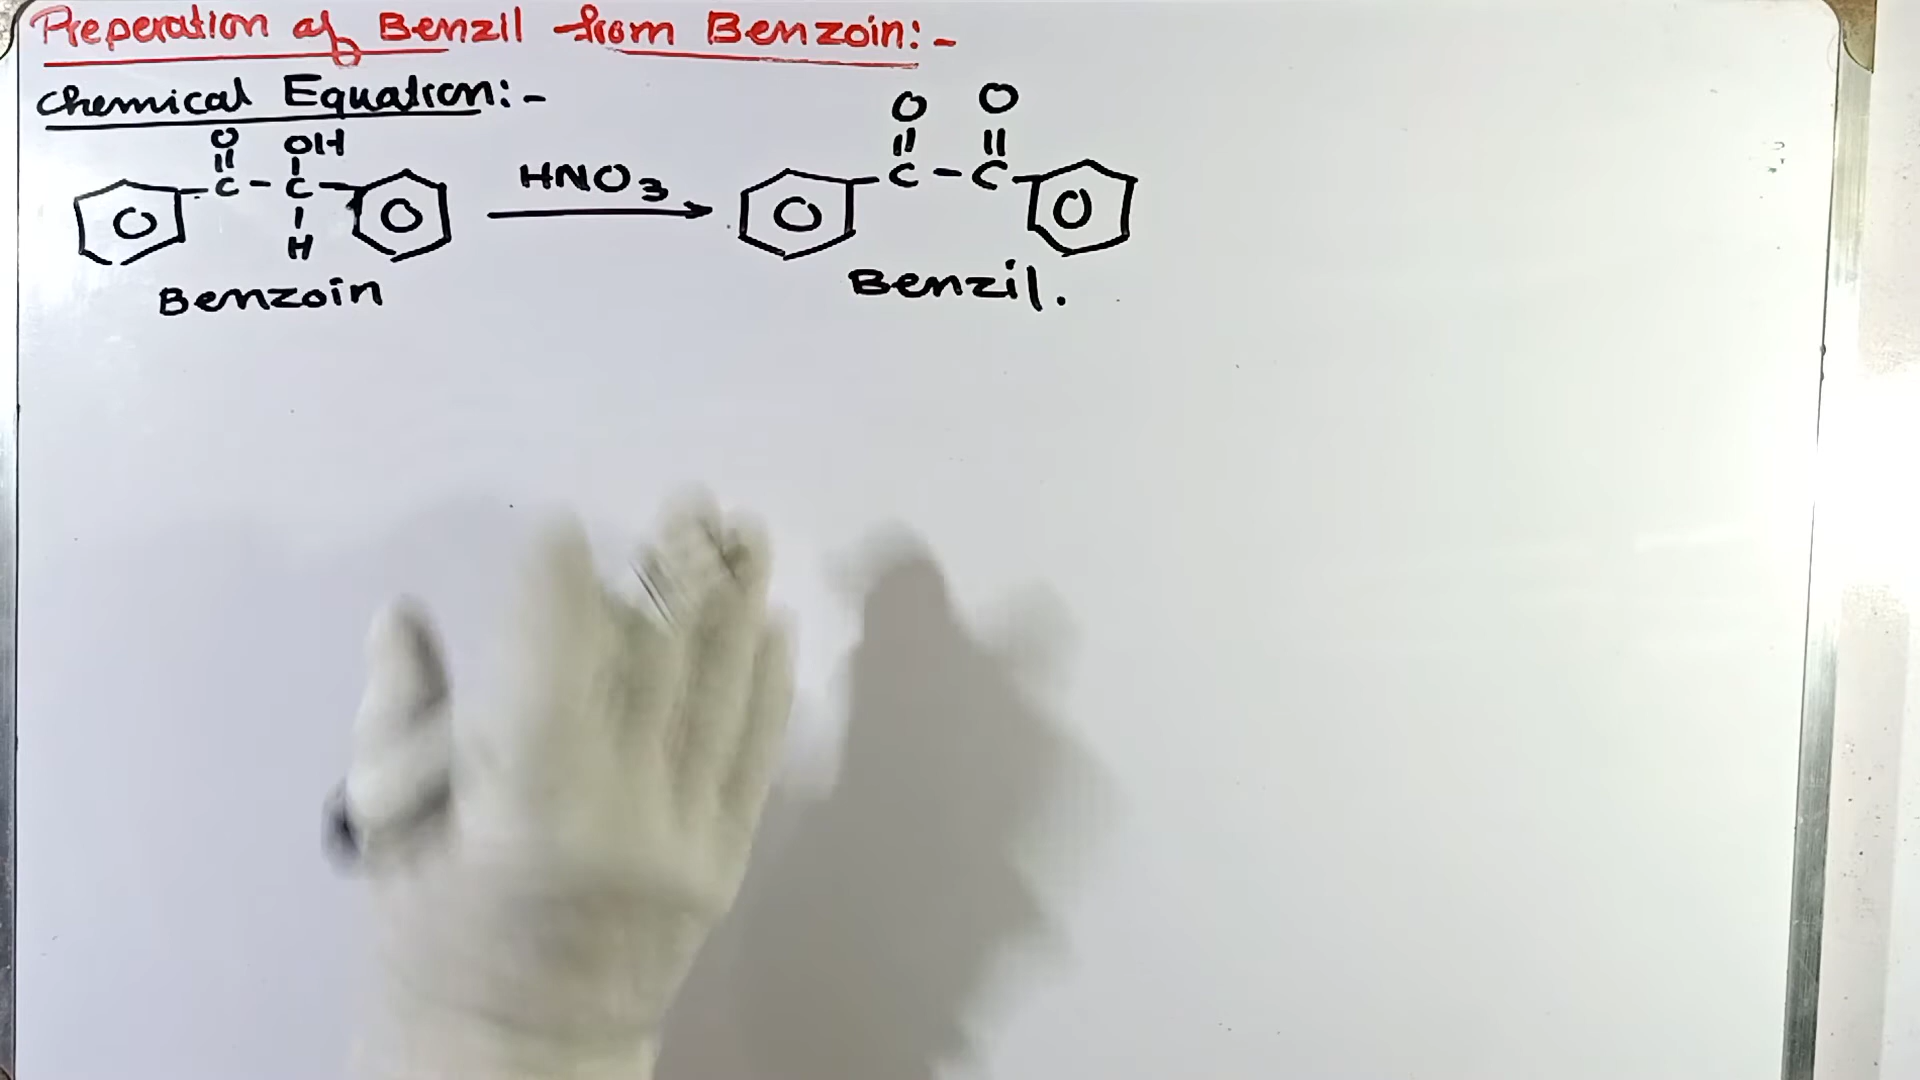 Preperation of Benzil from Benzoin:-
Chemical Equation:-
O OH O O
|| | || ||
C - C - HNO3 C - C
O | O O O
H
Benzoin Benzil.